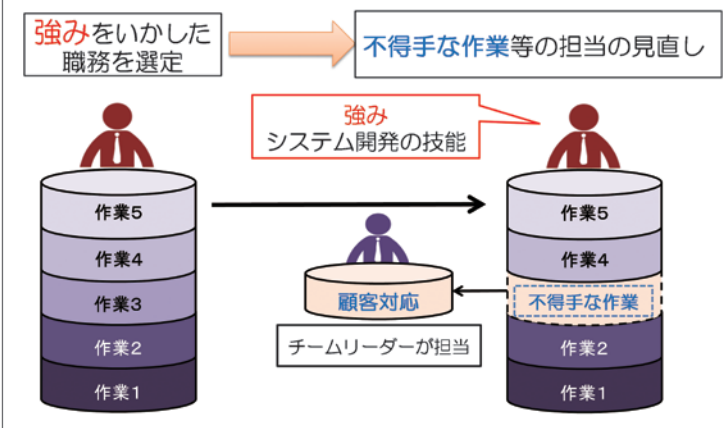 強みをいかした
職務を選定
不得手な作業等の担当の見直し
強み
システム開発の技能
作業5
作業4
作業3
作業2
作業1
顧客対応
チームリーダーが担当
作業5
作業4
不得手な作業
作業2
作業1